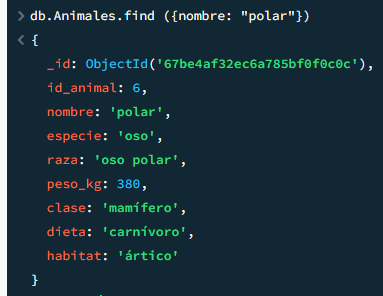 > db.Animales.find ({nombre: "polar"})
< {
_id: ObjectId('67be4af32ec6a785bf0f0c0c'),
id_animal: 6,
nombre: 'polar',
especie: 'oso',
raza: 'oso polar',
peso_kg: 380,
clase: 'mamífero',
dieta: 'carnívoro',
habitat: 'ártico'
}